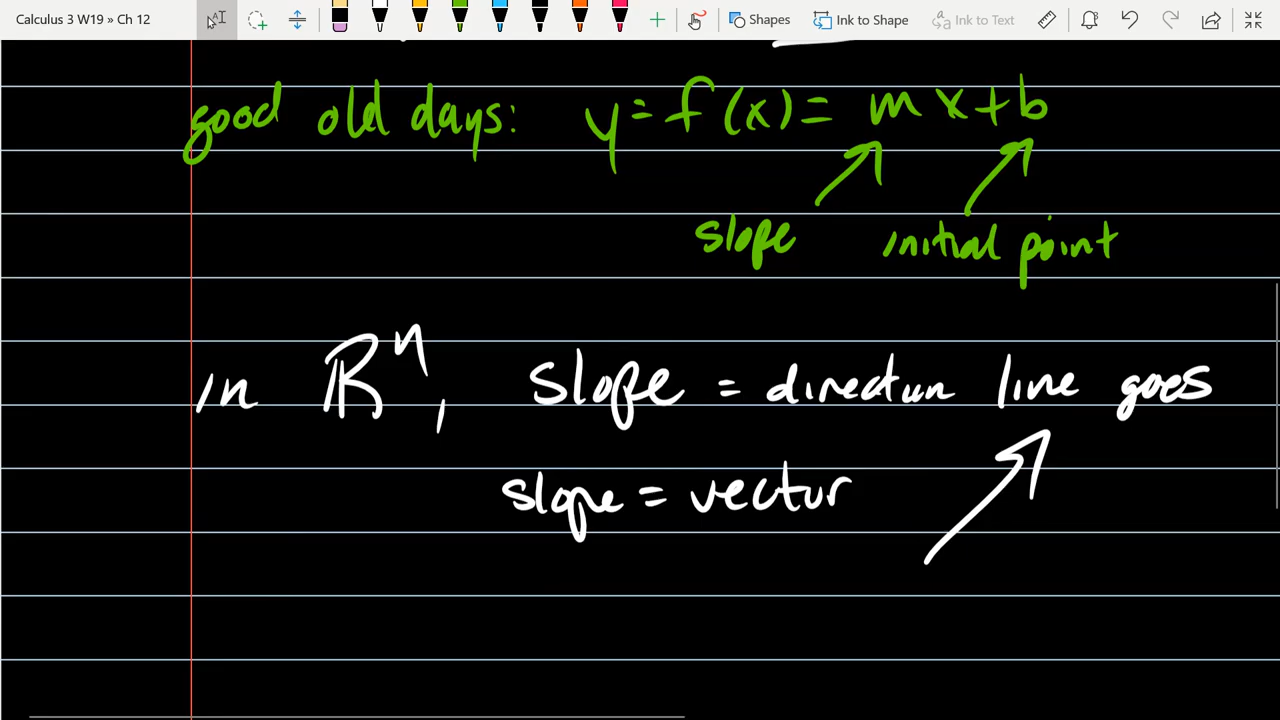 Calculus 3 W19 » Ch 12
Shapes Ink to Shape Ink to Text
good old days: y = f(x) = mx+b
slope initial point
in ℝⁿ, slope = direction line goes
slope = vector